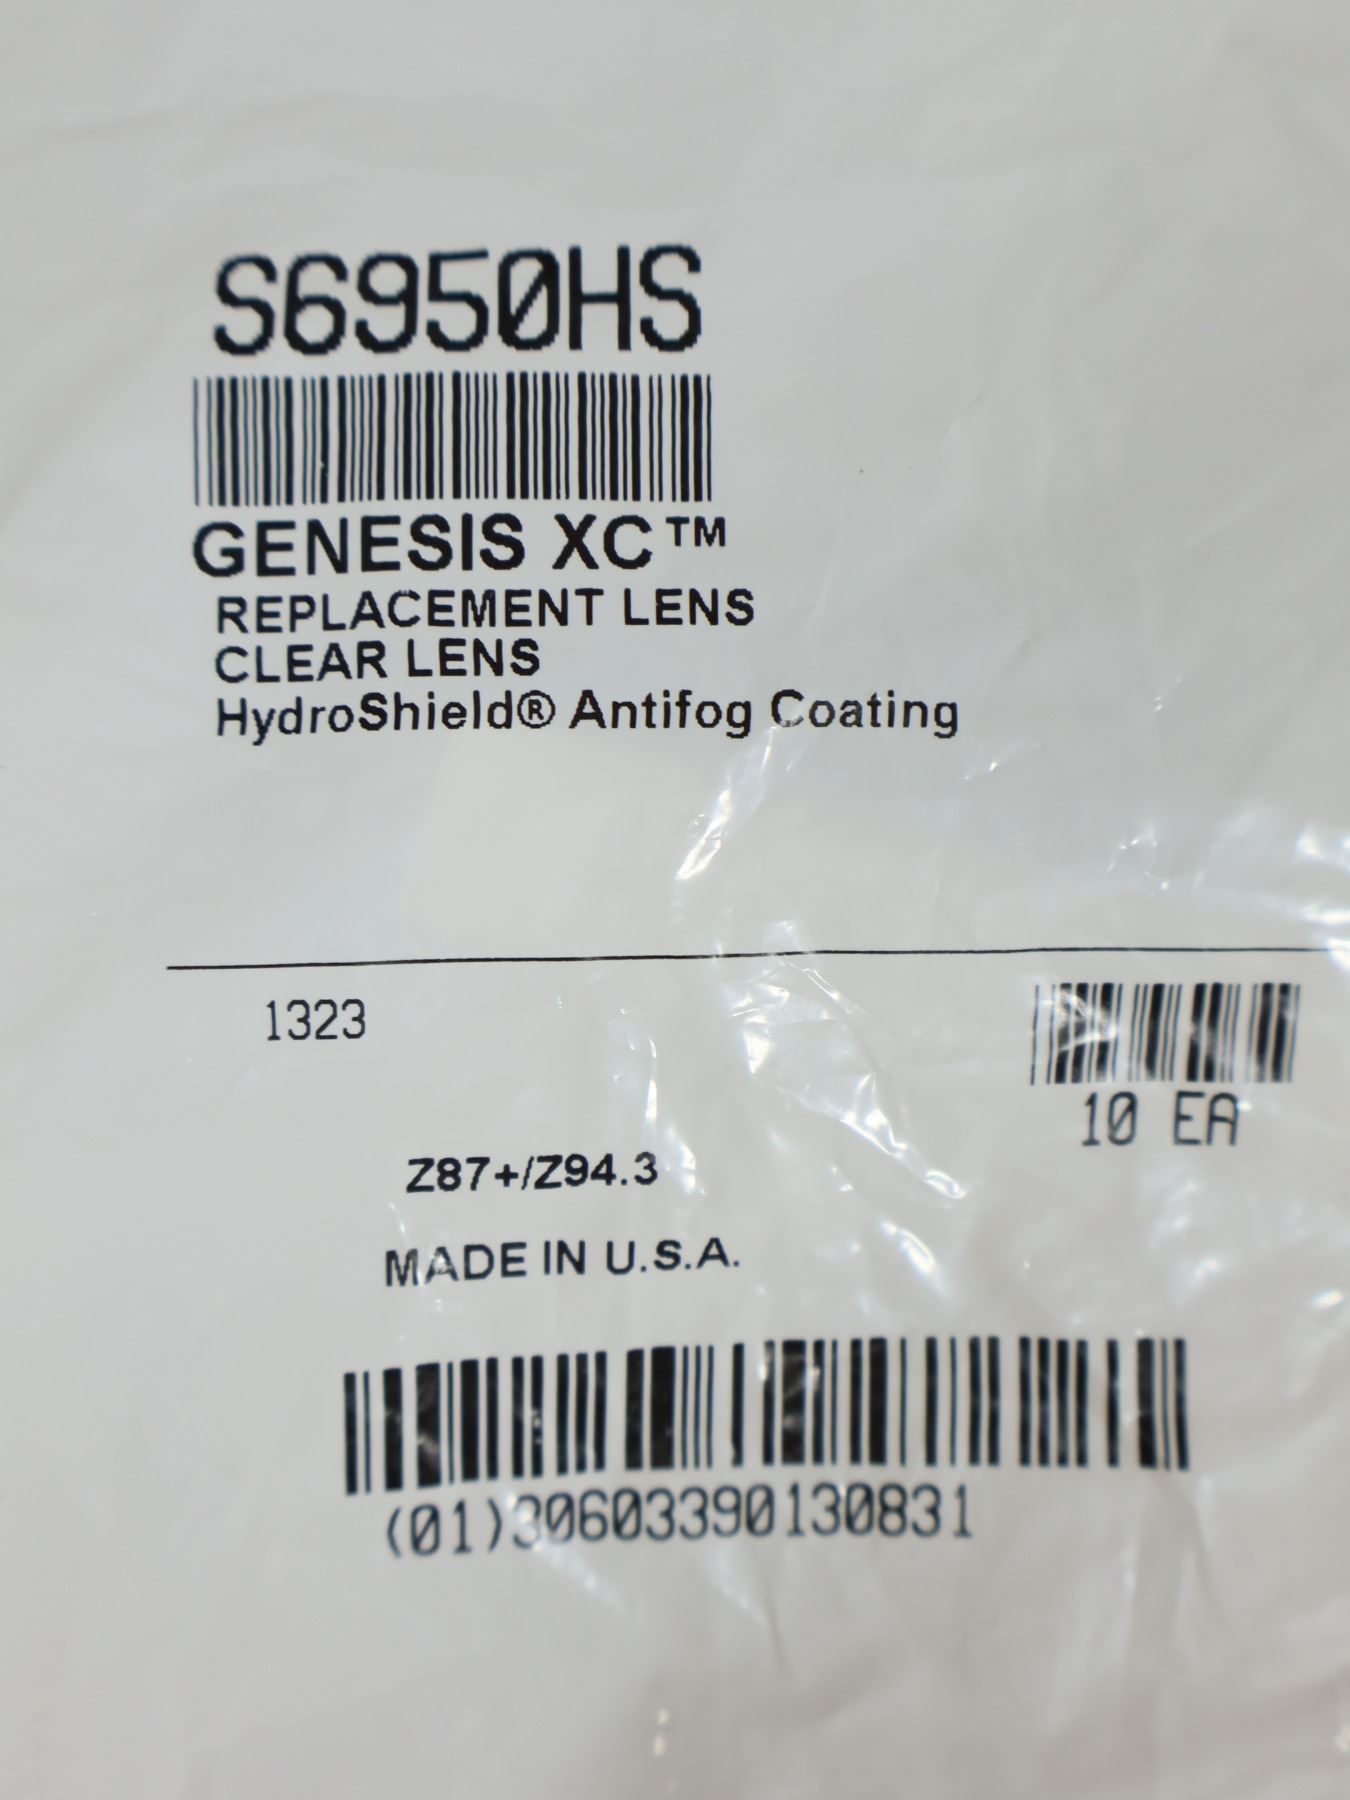 S6950HS
GENESIS XC™
REPLACEMENT LENS
CLEAR LENS
HydroShield® Antifog Coating
1323
10 EA
Z87+/Z94.3
MADE IN U.S.A.
(01)30603390130831